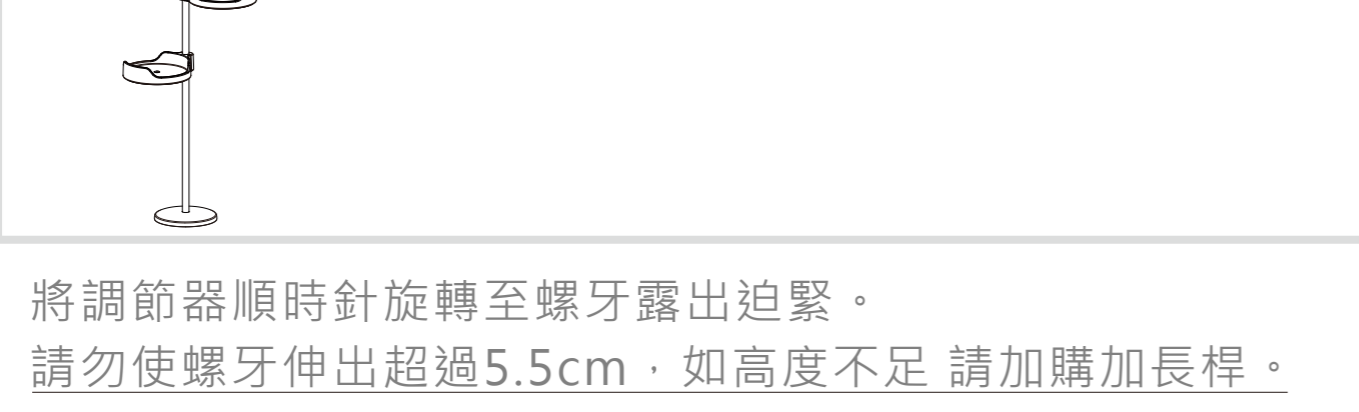 將調節器順時針旋轉至螺牙露出迫緊。
請勿使螺牙伸出超過5.5cm，如高度不足 請加購加長桿。